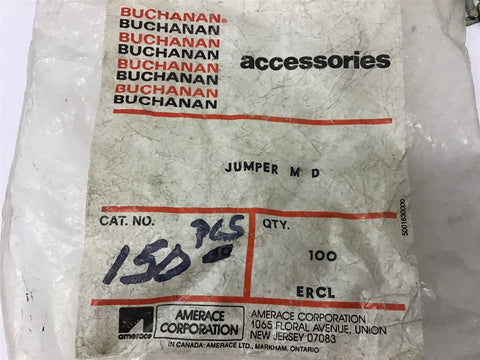 BUCHANAN®
BUCHANAN
BUCHANAN
BUCHANAN
BUCHANAN
BUCHANAN
BUCHANAN
BUCHANAN
accessories
JUMPER M D
CAT. NO.
150
QTY.
100
ERCL
5001830000
amerace
AMERACE
CORPORATION
AMERACE CORPORATION
1065 FLORAL AVENUE, UNION
NEW JERSEY 07083
IN CANADA: AMERACE LTD., MARKHAM, ONTARIO